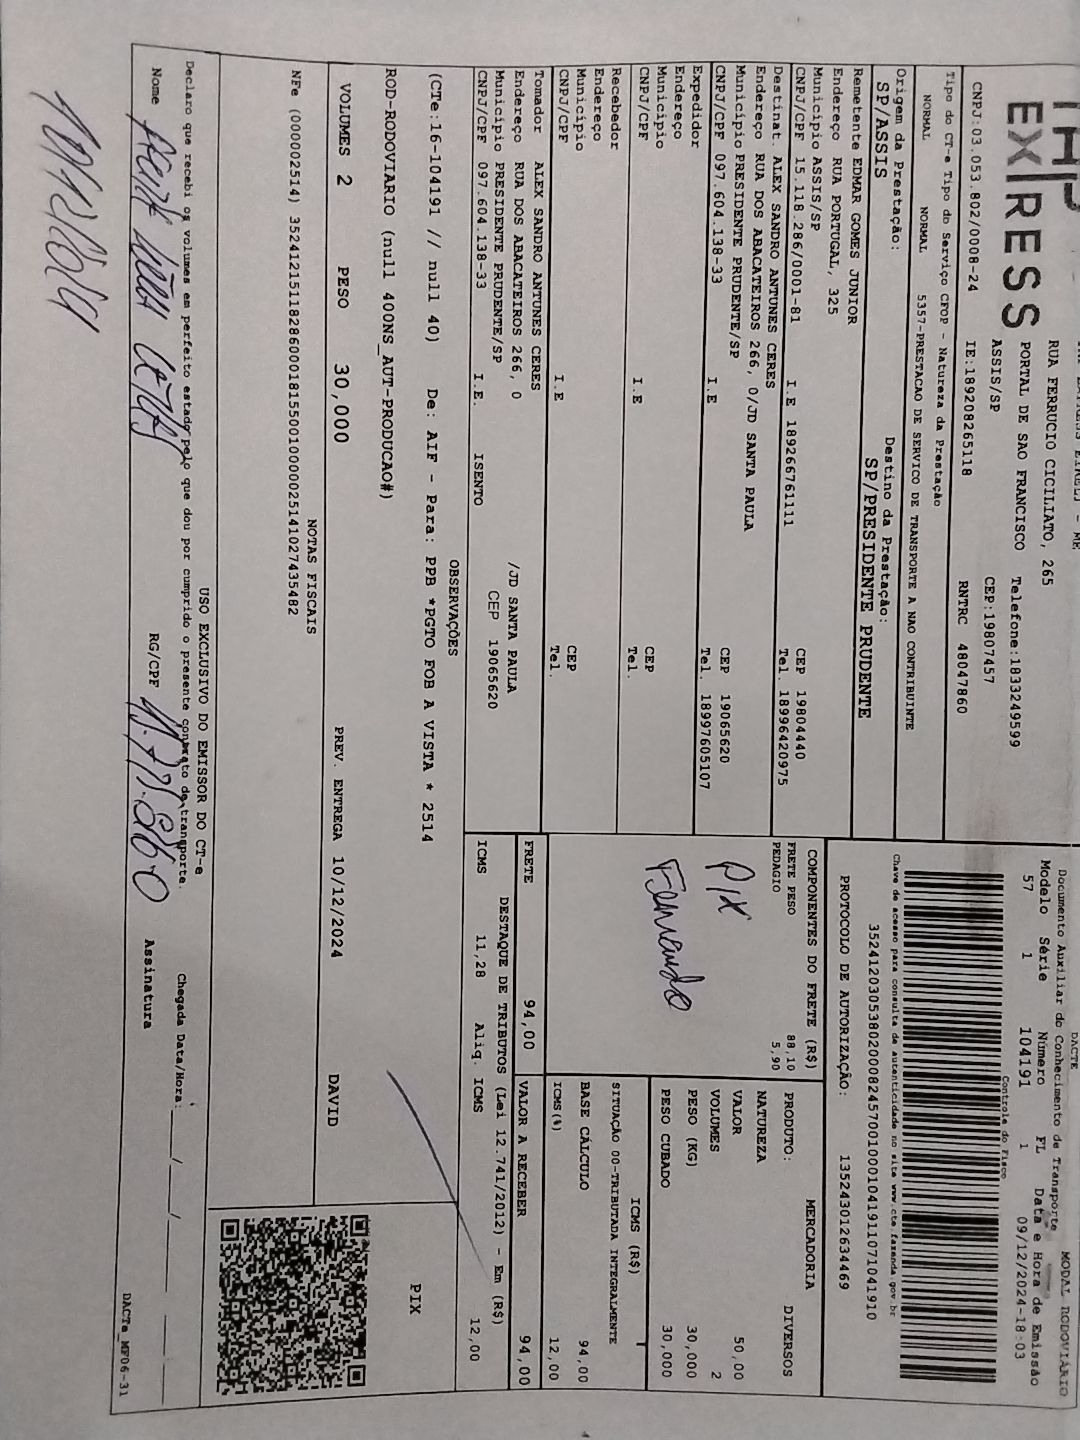 EXPRESS
RUA FERRUCIO CICILIATO, 265
PORTAL DE SAO FRANCISCO Telefone:1833249599
ASSIS/SP CEP:19807457
CNPJ:03.053.802/0008-24 IE:189208265118 RNTRC 48047860
DACTE MODAL RODOVIÁRIO
Documento Auxiliar do Conhecimento de Transporte
Modelo Série Número FL Data e Hora de Emissão
57 1 104191 1 09/12/2024-18:03
Controle do Fisco
Chave de acesso para consulta de autenticidade no site www.cte.fazenda.gov.br
PROTOCOLO DE AUTORIZAÇÃO: 135243012634469
Tipo do CT-e Tipo do Serviço CFOP - Natureza da Prestação
NORMAL NORMAL 5357-PRESTACAO DE SERVICO DE TRANSPORTE A NAO CONTRIBUINTE
Origem da Prestação: Destino da Prestação:
SP/ASSIS SP/PRESIDENTE PRUDENTE
Remetente EDMAR GOMES JUNIOR
Endereço RUA PORTUGAL, 325
Município ASSIS/SP CEP 19804440
CNPJ/CPF 15.118.286/0001-81 I.E 189266761111 Tel. 18996420975
Destinat. ALEX SANDRO ANTUNES CERES
Endereço RUA DOS ABACATEIROS 266, 0/JD SANTA PAULA
Município PRESIDENTE PRUDENTE/SP CEP 19065620
CNPJ/CPF 097.604.138-33 I.E Tel. 18997605107
Expedidor
Endereço
Município CEP
CNPJ/CPF I.E Tel.
Recebedor
Endereço
Município CEP
CNPJ/CPF I.E Tel.
Tomador ALEX SANDRO ANTUNES CERES
Endereço RUA DOS ABACATEIROS 266, 0 /JD SANTA PAULA
Município PRESIDENTE PRUDENTE/SP CEP 19065620
CNPJ/CPF 097.604.138-33 I.E. ISENTO
COMPONENTES DO FRETE (R$)
FRETE PESO 88,10
PEDAGIO 5,90
PIX
Fernando
FRETE 94,00
MERCADORIA
PRODUTO: DIVERSOS
NATUREZA
VALOR 50,00
VOLUMES 2
PESO (KG) 30,000
PESO CUBADO 30,000
ICMS (R$)
SITUAÇÃO 00-TRIBUTADA INTEGRALMENTE
BASE CÁLCULO 94,00
ICMS(%) 12,00
VALOR A RECEBER 94,00
DESTAQUE DE TRIBUTOS (Lei 12.741/2012) - Em (R$)
ICMS 11,28 Aliq. ICMS 12,00
OBSERVAÇÕES
(CTe:16-104191 // null 40) De: AIF - Para: PPB *PGTO FOB A VISTA * 2514
ROD-RODOVIARIO (null 400NS_AUT-PRODUCAO#)
PIX
VOLUMES 2 PESO 30,000 PREV. ENTREGA 10/12/2024 DAVID
NOTAS FISCAIS
NFe (000002514) 35241215118286000181550010000025141027435482
USO EXCLUSIVO DO EMISSOR DO CT-e
Declaro que recebi os volumes em perfeito estado pelo que dou por cumprido o presente contrato de transporte.
Chegada Data/Hora: __/__/__
Nome RG/CPF Assinatura
DACTe_MF06-31